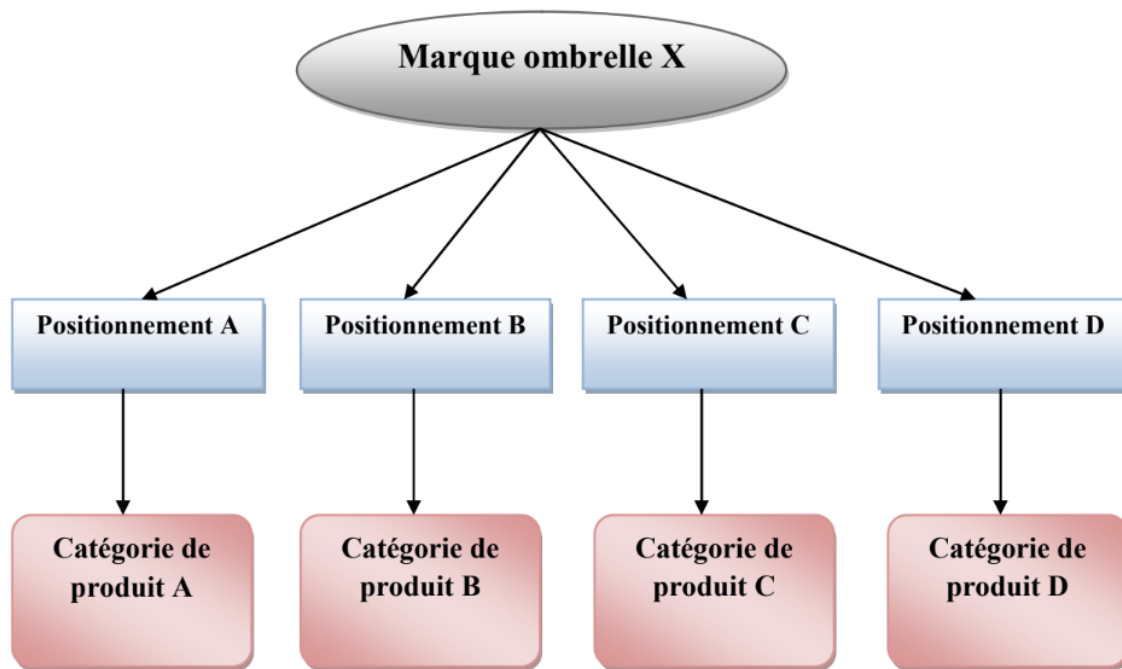 Marque ombrelle X
Positionnement A
Positionnement B
Positionnement C
Positionnement D
Catégorie de
produit A
Catégorie de
produit B
Catégorie de
produit C
Catégorie de
produit D